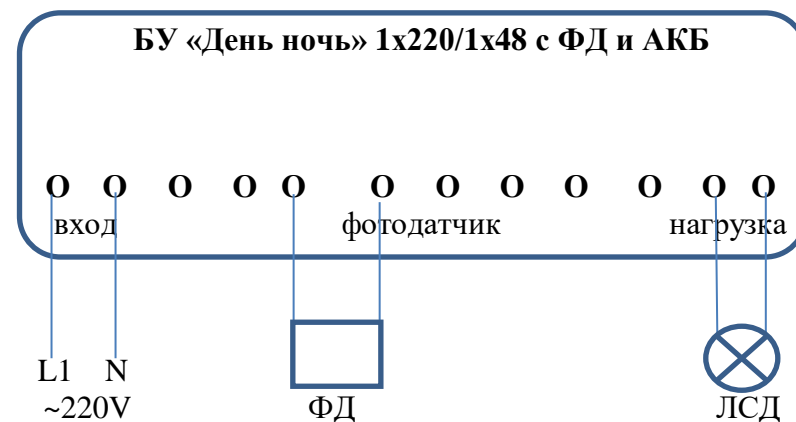 БУ «День ночь» 1х220/1х48 с ФД и АКБ
О О О О О О О О О О О О
вход фотодатчик нагрузка
L1 N
~220V ФД ЛСД